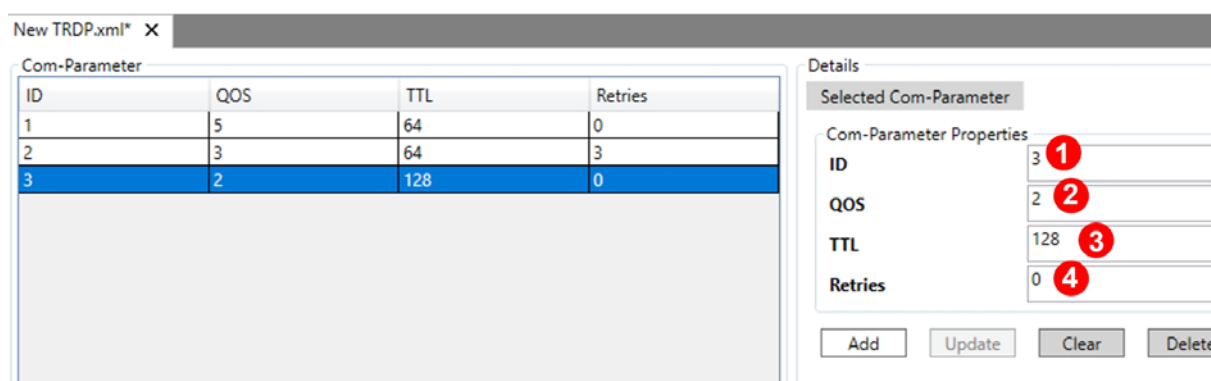 New TRDP.xml* X
Com-Parameter
ID QOS TTL Retries
1 5 64 0
2 3 64 3
3 2 128 0
Details
Selected Com-Parameter
Com-Parameter Properties
ID 3 1
QOS 2 2
TTL 128 3
Retries 0 4
Add Update Clear Delete